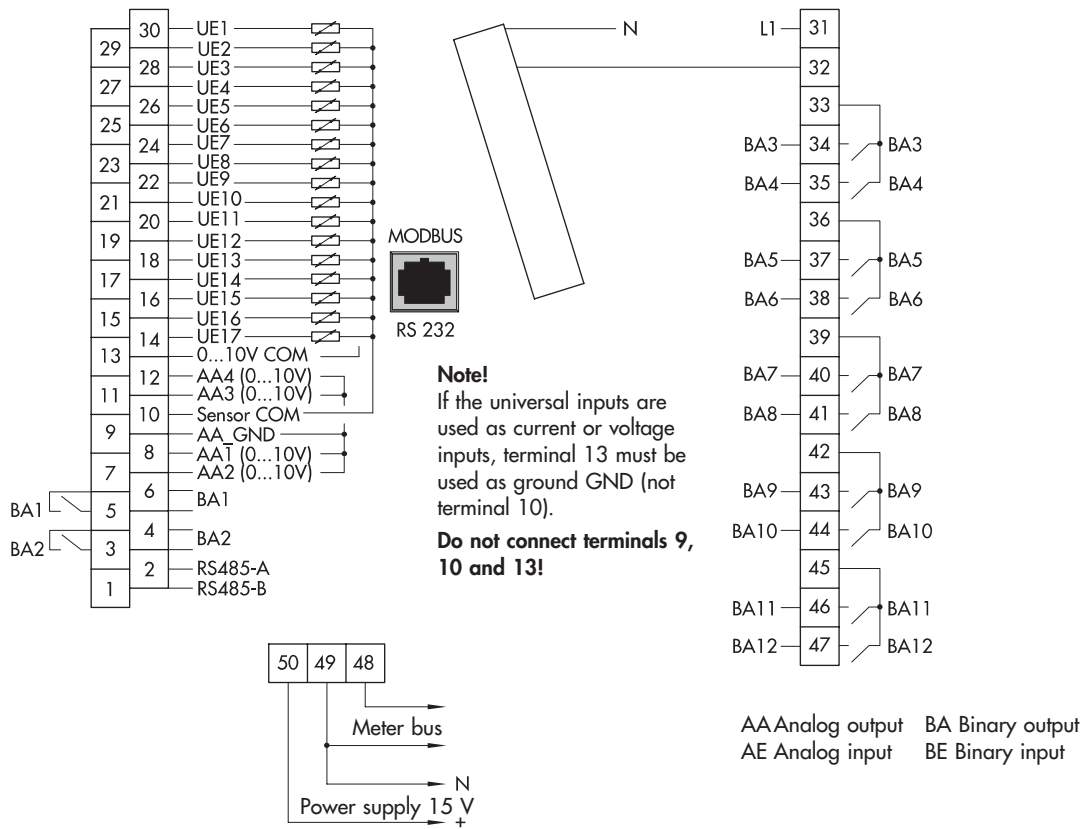 30 UE1
29 UE2
28 UE3
27 UE4
26 UE5
25 UE6
24 UE7
23 UE8
22 UE9
21 UE10
20 UE11
19 UE12
18 UE13
17 UE14
16 UE15
15 UE16
14 UE17
13 0...10V COM
12 AA4 (0...10V)
11 AA3 (0...10V)
10 Sensor COM
9 AA_GND
8 AA1 (0...10V)
7 AA2 (0...10V)
6 BA1
BA1 5
4 BA2
BA2 3
2 RS485-A
1 RS485-B
MODBUS
RS 232
N
Note!
If the universal inputs are
used as current or voltage
inputs, terminal 13 must be
used as ground GND (not
terminal 10).
Do not connect terminals 9,
10 and 13!
L1 31
32
33
BA3 34 BA3
BA4 35 BA4
36
BA5 37 BA5
BA6 38 BA6
39
BA7 40 BA7
BA8 41 BA8
42
BA9 43 BA9
BA10 44 BA10
45
BA11 46 BA11
BA12 47 BA12
50 49 48
Meter bus
N
Power supply 15 V
+
AA Analog output BA Binary output
AE Analog input BE Binary input